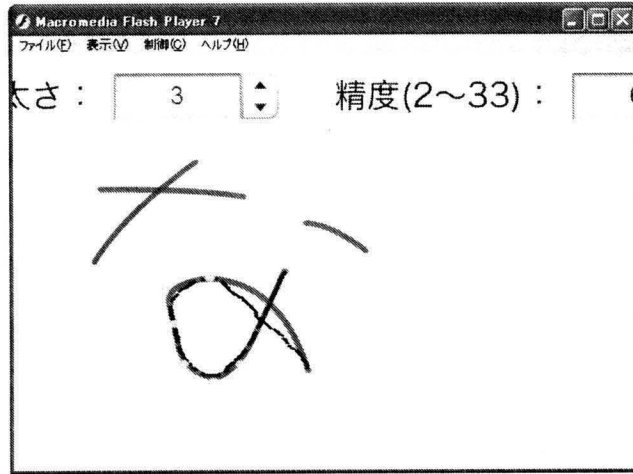 Macromedia Flash Player 7
ファイル(F) 表示(V) 制御(C) ヘルプ(H)
太さ： 3 精度(2～33)：